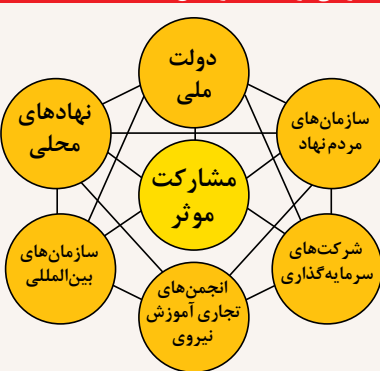 دولت
ملی
نهادهای
محلی
سازمان‌های
مردم نهاد
مشارکت
موثر
سازمان‌های
بین‌المللی
شرکت‌های
سرمایه‌گذاری
انجمن‌های
تجاری آموزش
نیروی